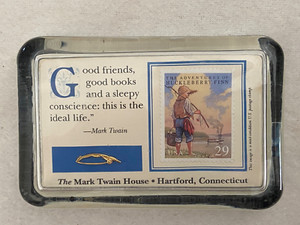 Good friends,
good books
and a sleepy
conscience: this is the
ideal life.”
—Mark Twain
THE ADVENTURES OF
HUCKLEBERRY FINN
29
The Mark Twain House • Hartford, Connecticut